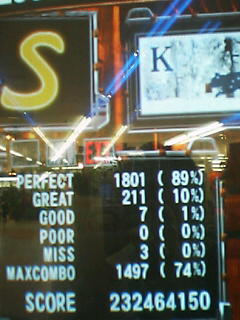 S
K
PERFECT 1801 ( 89%)
GREAT 211 ( 10%)
GOOD 7 ( 1%)
POOR 0 ( 0%)
MISS 3 ( 0%)
MAXCOMBO 1497 ( 74%)
SCORE 232464150